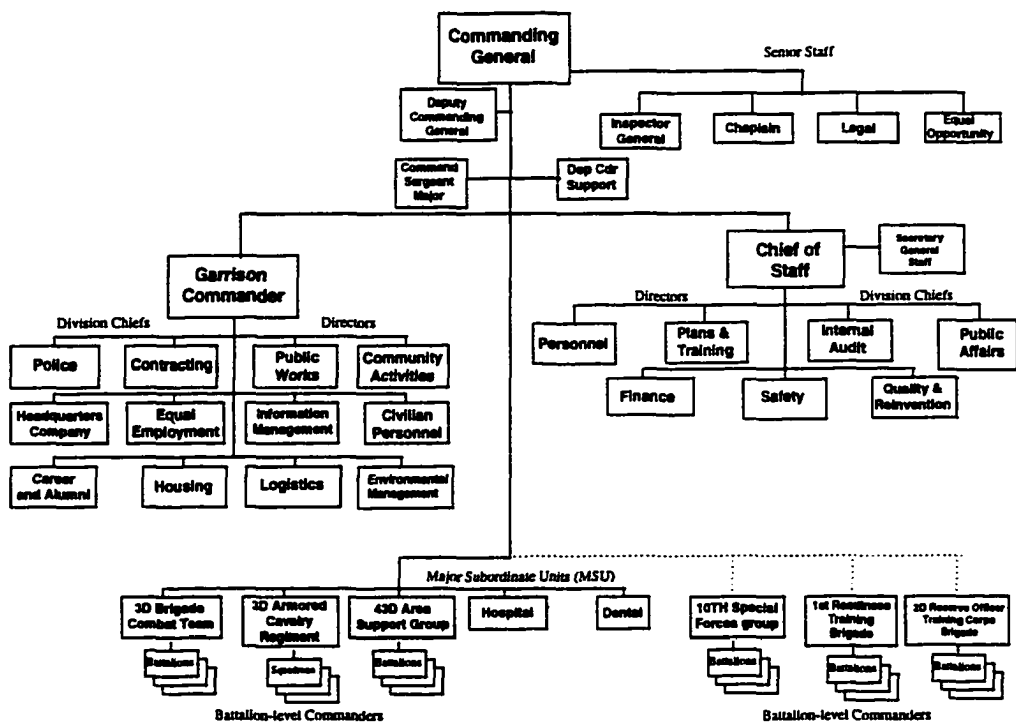 Commanding
General
Senior Staff
Deputy
Commanding
General
Inspector
General
Chaplain
Legal
Equal
Opportunity
Command
Sergeant
Major
Dep Cdr
Support
Garrison
Commander
Chief of
Staff
Secretary
General
Staff
Division Chiefs
Directors
Police
Contracting
Public
Works
Community
Activities
Headquarters
Company
Equal
Employment
Information
Management
Civilian
Personnel
Career
and Alumni
Housing
Logistics
Environmental
Management
Directors
Division Chiefs
Personnel
Plans &
Training
Internal
Audit
Public
Affairs
Finance
Safety
Quality &
Reinvention
Major Subordinate Units (MSU)
3D Brigade
Combat Team
3D Armored
Cavalry
Regiment
43D Area
Support Group
Hospital
Dental
10TH Special
Forces group
1st Readiness
Training
Brigade
2D Reserve Officer
Training Corps
Brigade
Battalions
Squadrons
Battalions
Battalions
Battalions
Battalions
Battalion-level Commanders
Battalion-level Commanders